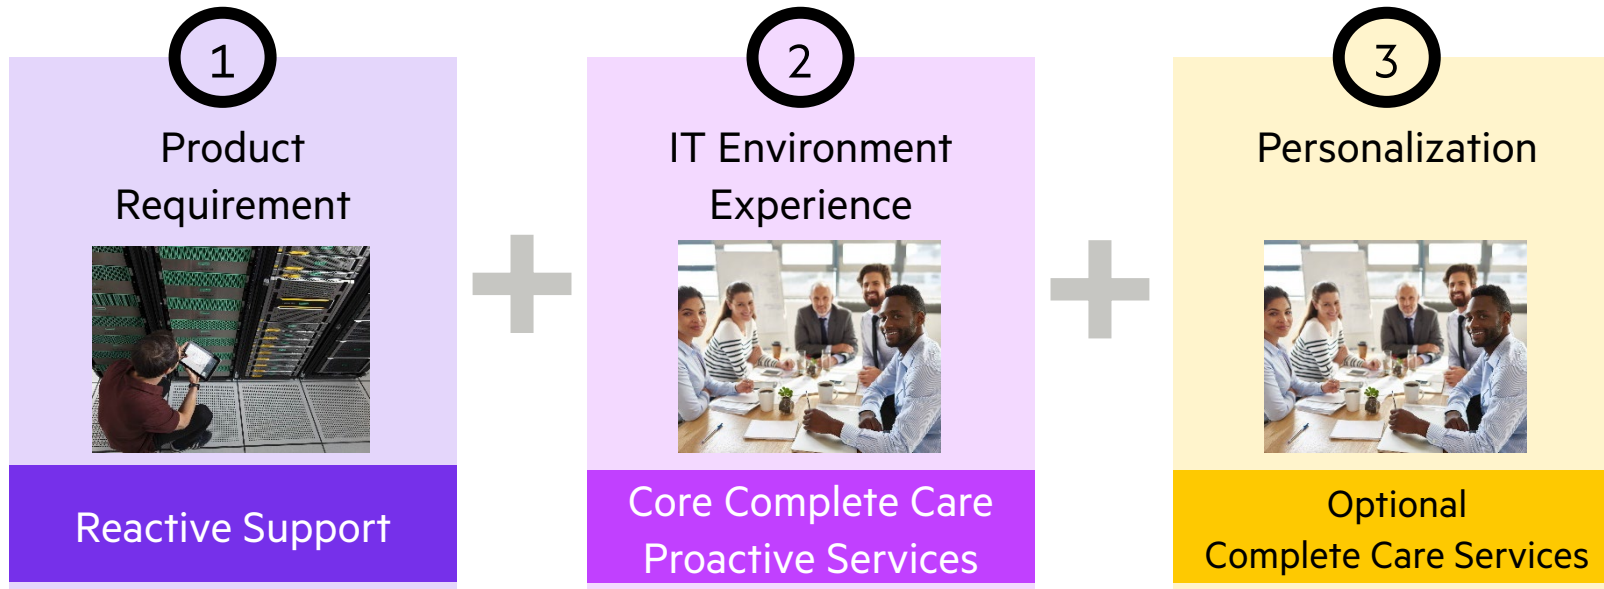 1
Product
Requirement
Reactive Support
2
IT Environment
Experience
Core Complete Care
Proactive Services
3
Personalization
Optional
Complete Care Services